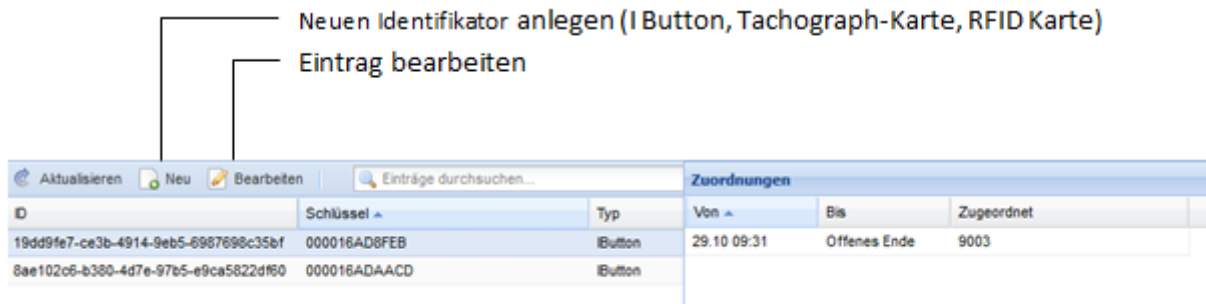 Neuen Identifikator anlegen (I Button, Tachograph-Karte, RFID Karte)
Eintrag bearbeiten
Aktualisieren Neu Bearbeiten Einträge durchsuchen... Zuordnungen
ID Schlüssel Typ Von Bis Zugeordnet
19dd9fe7-ce3b-4914-9eb5-6987698c35bf 000016AD8FEB IButton 29.10 09:31 Offenes Ende 9003
8ae102c6-b380-4d7e-97b5-e9ca5822df60 000016ADAACD IButton